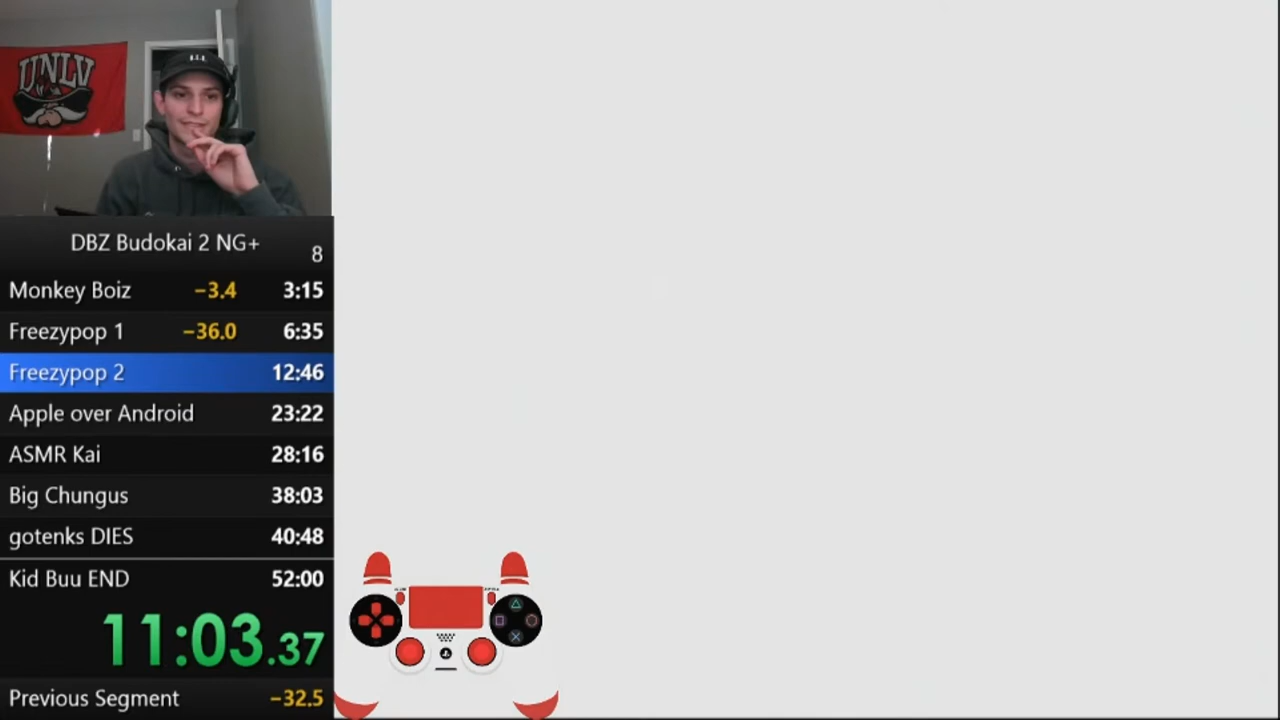 UNLV
DBZ Budokai 2 NG+
8
Monkey Boiz −3.4 3:15
Freezypop 1 −36.0 6:35
Freezypop 2 12:46
Apple over Android 23:22
ASMR Kai 28:16
Big Chungus 38:03
gotenks DIES 40:48
Kid Buu END 52:00
11:03.37
Previous Segment −32.5